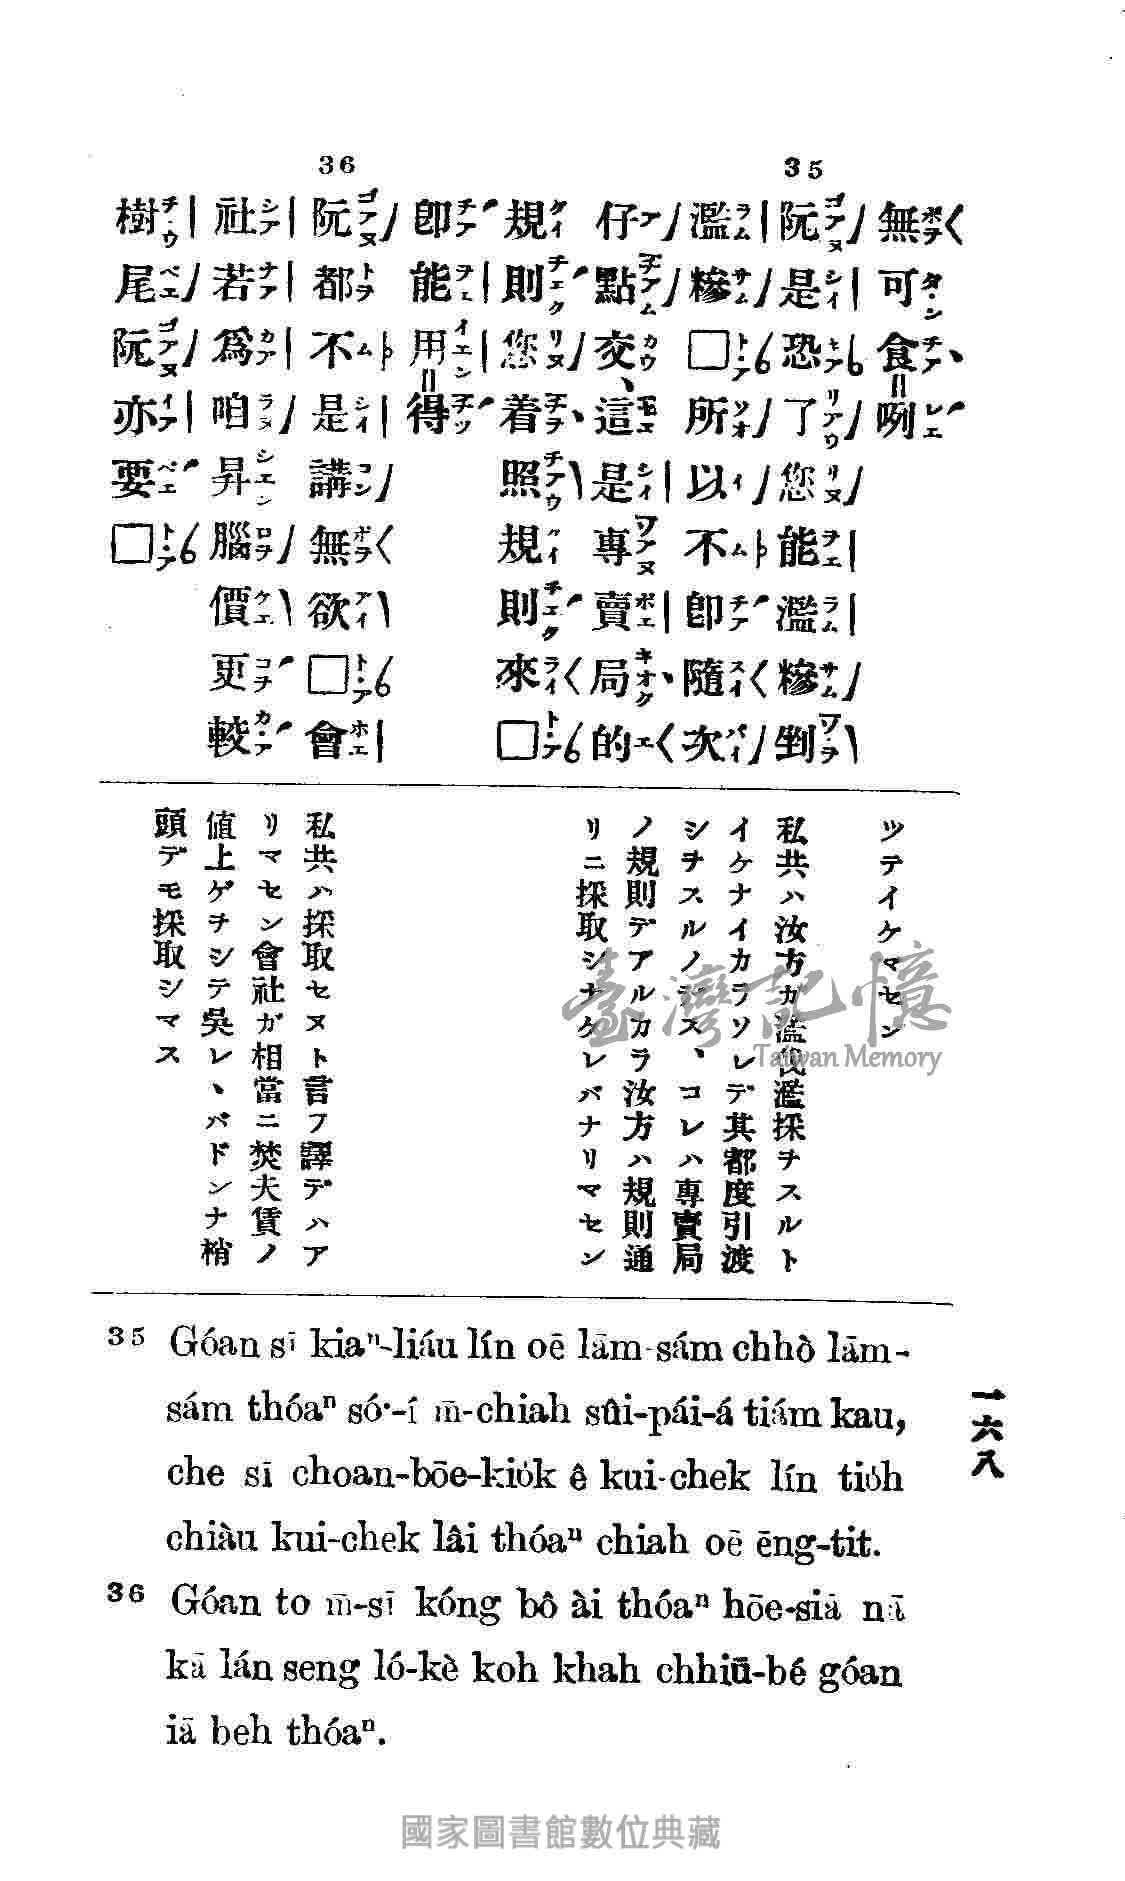 35
無可食咧
阮是恐了您能濫糝剉
濫糝□所以不即隨次
仔點交、這是專賣局的
規則您着照規則來□
即能用得
36
阮都不是講無欲□會
社若爲咱昇腦價更較
樹尾阮亦要□
ツテイケマセン
私共ハ汝方ガ濫伐濫採ヲスルト
イケナイカラソレデ其都度引渡
シヲスルノデス、コレハ專賣局
ノ規則デアルカラ汝方ハ規則通
リニ採取シナケレバナリマセン
私共ハ採取セヌト言フ譯デハア
リマセン會社ガ相當ニ焚夫賃ノ
値上ゲヲシテ吳レヽバドンナ梢
頭デモ採取シマス
35 Góan sī kiaⁿ-liáu lín oē lām-sám chhò lām-
sám thóaⁿ só·-í m̄-chiah sûi-pái-á tiám kau,
che sī choan-bōe-kio̍k ê kui-chek lín tio̍h
chiàu kui-chek lâi thóaⁿ chiah oē ēng-tit.
36 Góan to m̄-sī kóng bô ài thóaⁿ hōe-siā nā
kā lán seng ló-kè koh khah chhiū-bé góan
iā beh thóaⁿ.
一六八
臺灣記憶
Taiwan Memory
國家圖書館數位典藏